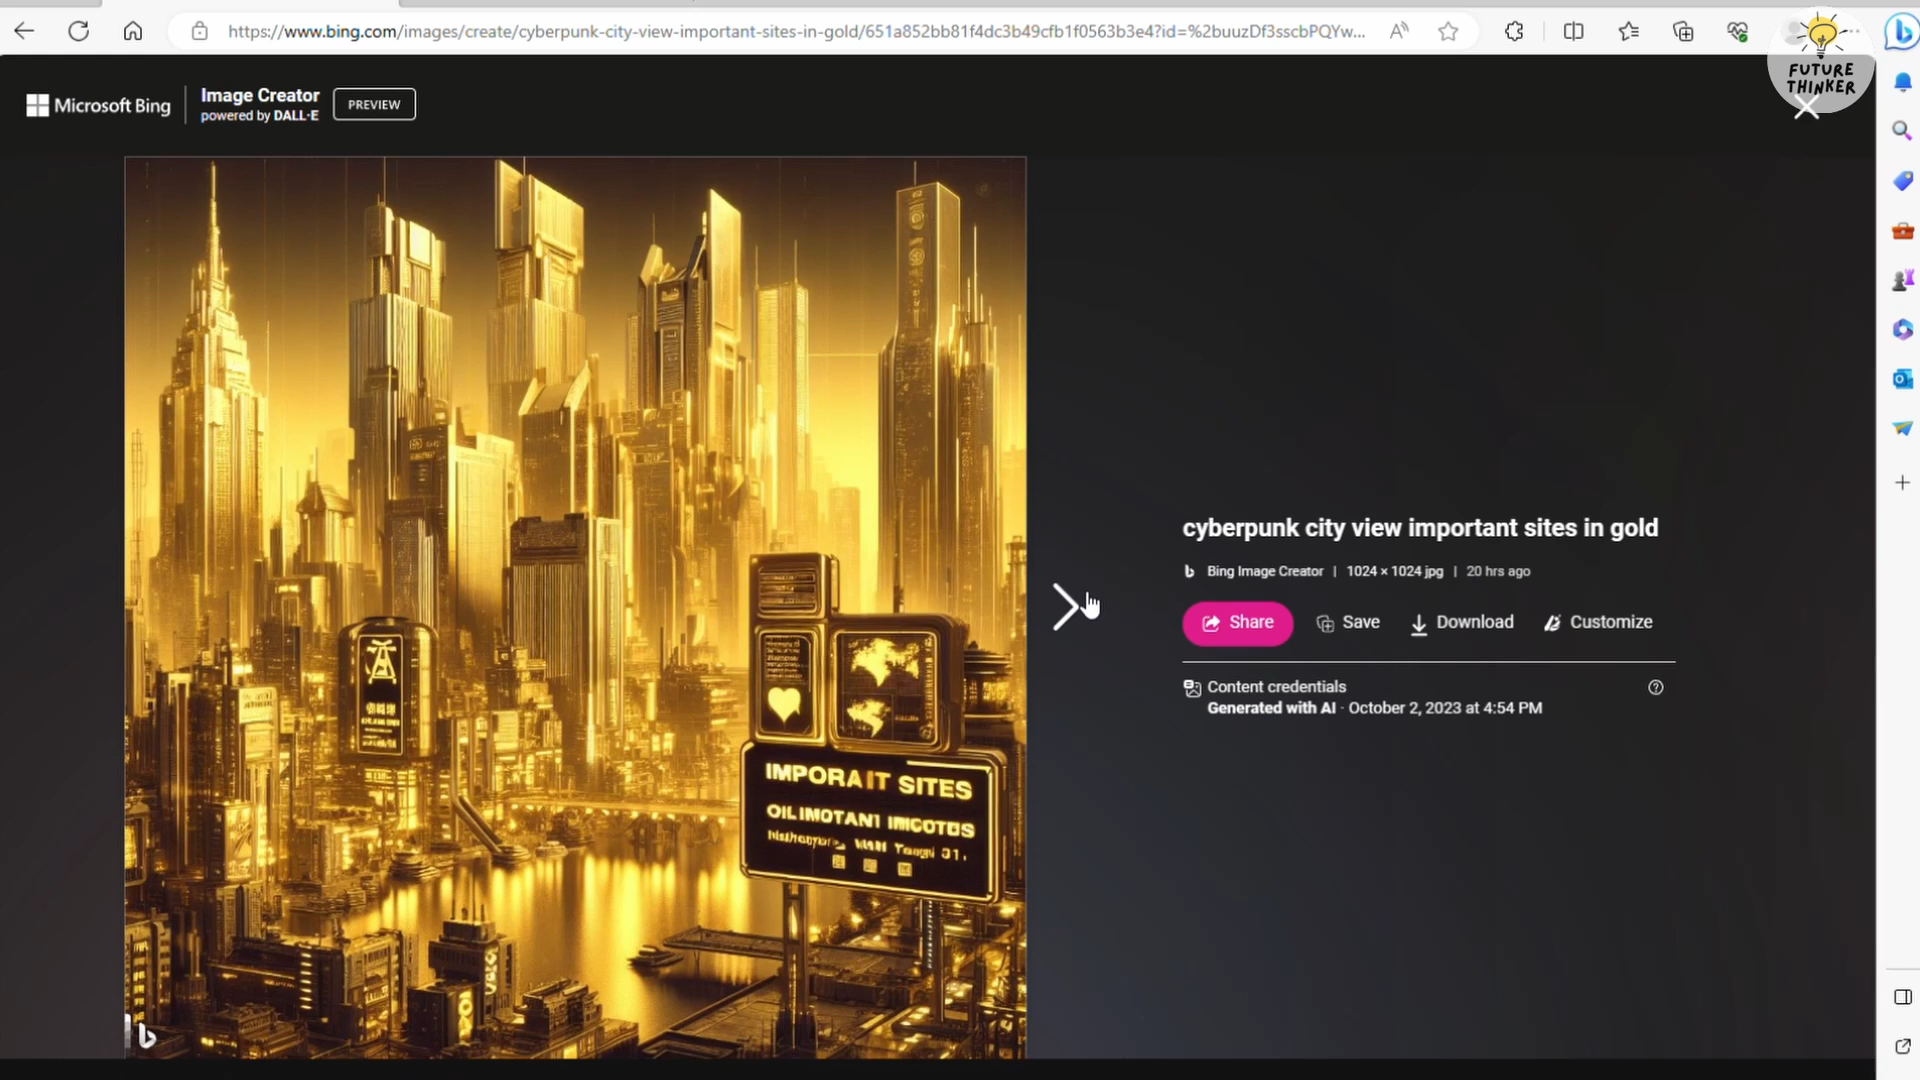 https://www.bing.com/images/create/cyberpunk-city-view-important-sites-in-gold/651a852bb81f4dc3b49cfb1f0563b3e4?id=%2buuzDf3sscbPQYw...
FUTURE
THINKER
Microsoft Bing
Image Creator
powered by DALL·E
PREVIEW
cyberpunk city view important sites in gold
Bing Image Creator | 1024 × 1024 jpg | 20 hrs ago
Share
Save
Download
Customize
Content credentials
Generated with AI · October 2, 2023 at 4:54 PM
IMPORAIT SITES
OILIMOTANI IMCOTUS